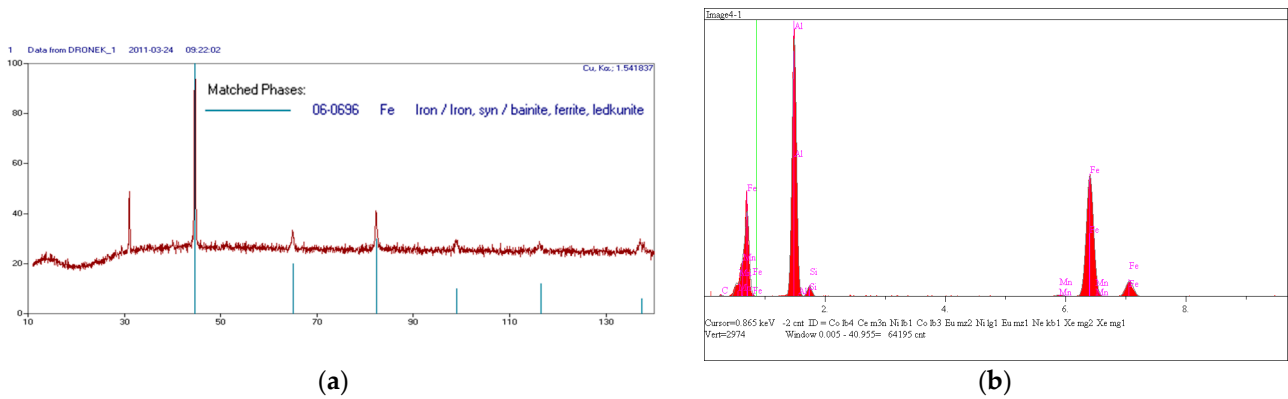 1 Data from DRONEK_1 2011-03-24 09:22:02
Cu, Kα; 1.541837
Matched Phases:
06-0696 Fe Iron / Iron, syn / bainite, ferrite, ledkunite
100
80
60
40
20
0
10 30 50 70 90 110 130
(a)
Image4-1
Al
Al
Fe
Mn
Fe
Fe
C
Si
Si
Al
Fe
Fe
Mn
Mn
Mn
Mn
Fe
Fe
2. 4. 6. 8.
Cursor=0.865 keV -2 cnt ID = Co lb4 Ce m3n Ni lb1 Co lb3 Eu mz2 Ni lg1 Eu mz1 Ne kb1 Xe mg2 Xe mg1
Vert=2974 Window 0.005 - 40.955= 64195 cnt
(b)